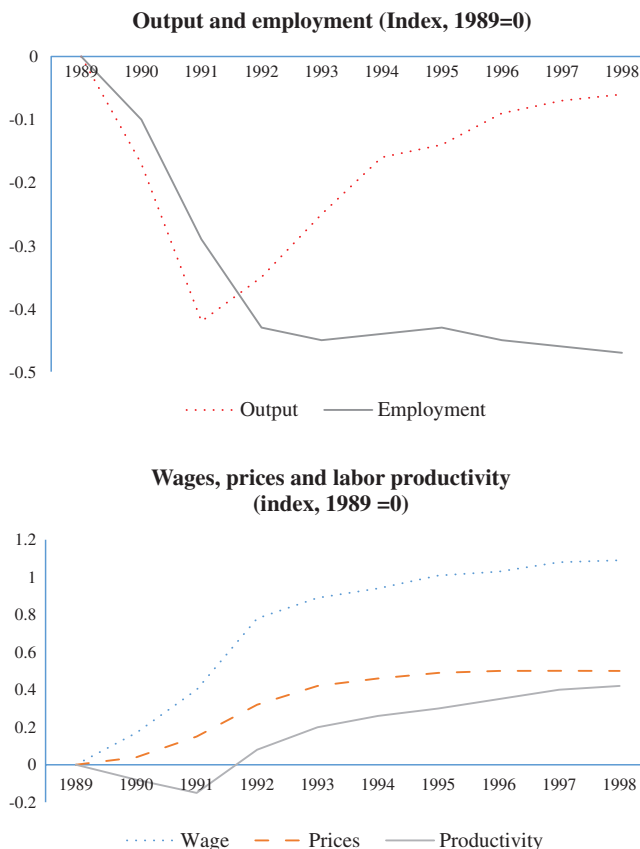 Output and employment (Index, 1989=0)
0
1989 1990 1991 1992 1993 1994 1995 1996 1997 1998
-0.1
-0.2
-0.3
-0.4
-0.5
Output Employment
Wages, prices and labor productivity
(index, 1989 =0)
1.2
1
0.8
0.6
0.4
0.2
0
1989 1990 1991 1992 1993 1994 1995 1996 1997 1998
-0.2
Wage Prices Productivity